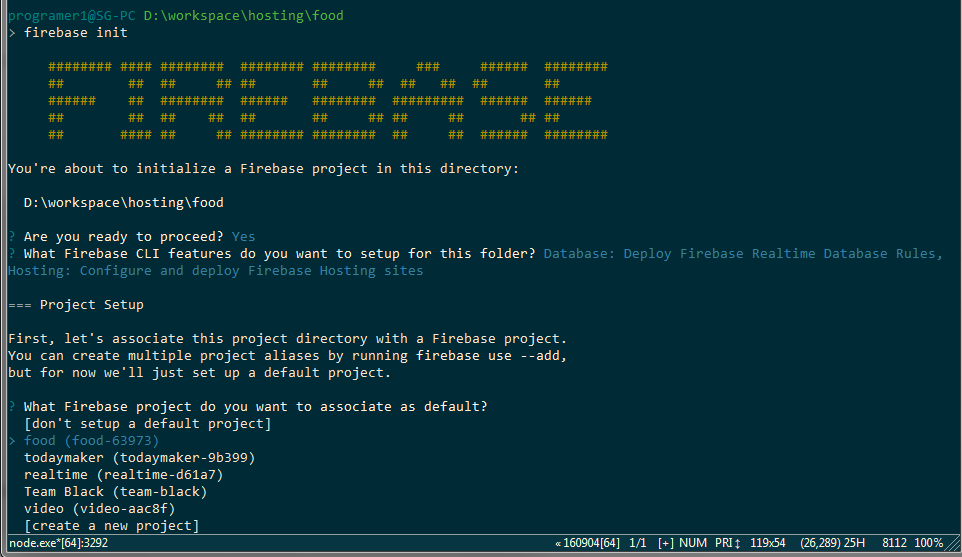 programer1@SG-PC D:\workspace\hosting\food
> firebase init
######## #### ######## ######## ######## ### ###### ########
## ## ## ## ## ## ## ## ## ## ##
###### ## ######## ###### ######## ######### ###### ######
## ## ## ## ## ## ## ## ## ## ##
## #### ## ## ######## ######## ## ## ###### ########
You're about to initialize a Firebase project in this directory:
D:\workspace\hosting\food
? Are you ready to proceed? Yes
? What Firebase CLI features do you want to setup for this folder? Database: Deploy Firebase Realtime Database Rules,
Hosting: Configure and deploy Firebase Hosting sites
=== Project Setup
First, let's associate this project directory with a Firebase project.
You can create multiple project aliases by running firebase use --add,
but for now we'll just set up a default project.
? What Firebase project do you want to associate as default?
[don't setup a default project]
> food (food-63973)
todaymaker (todaymaker-9b399)
realtime (realtime-d61a7)
Team Black (team-black)
video (video-aac8f)
[create a new project]
node.exe*[64]:3292 « 160904[64] 1/1 [+] NUM PRI↕ 119x54 (26,289) 25H 8112 100%